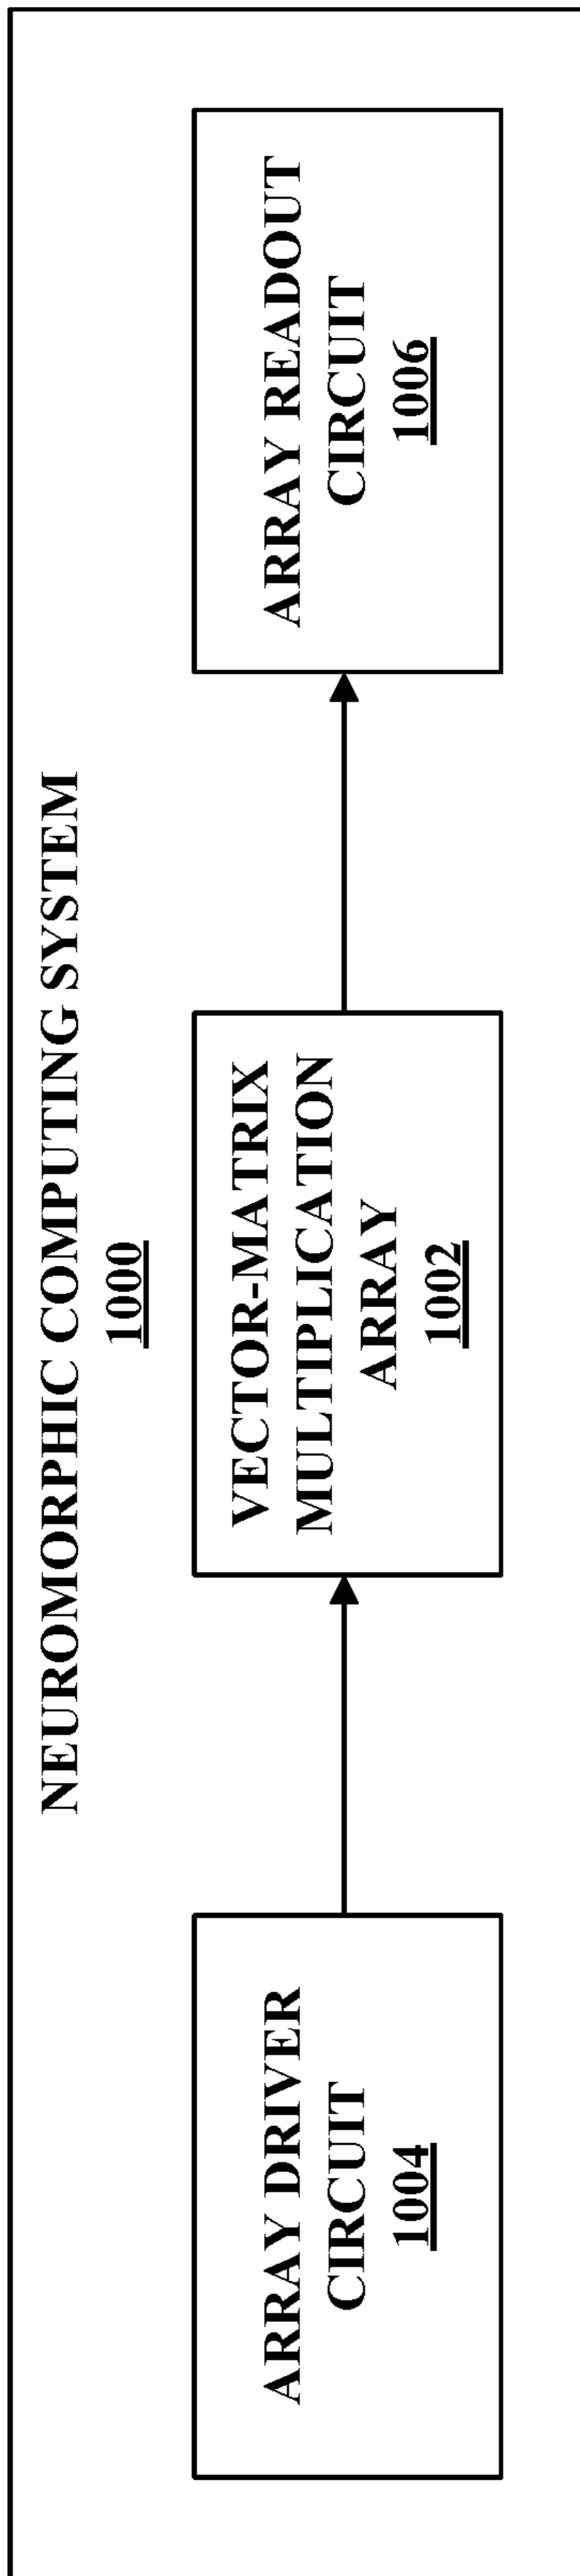 NEUROMORPHIC COMPUTING SYSTEM
1000
ARRAY DRIVER
CIRCUIT
1004
VECTOR-MATRIX
MULTIPLICATION
ARRAY
1002
ARRAY READOUT
CIRCUIT
1006